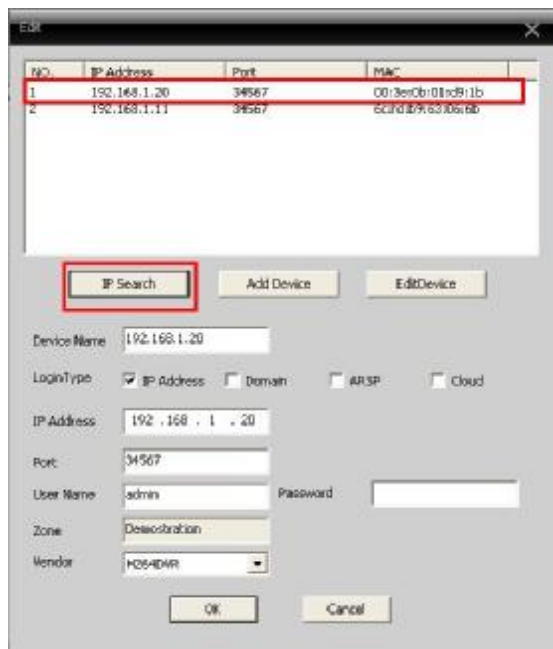 Edit
NO. IP Address Port MAC
1 192.168.1.20 34567
2 192.168.1.11 34567
IP Search Add Device EditDevice
Device Name 192.168.1.20
LoginType IP Address Domain ARSP Cloud
IP Address 192 .168 . 1 . 20
Port 34567
User Name admin Password
Zone Demostration
Vendor H264DVR
OK Cancel